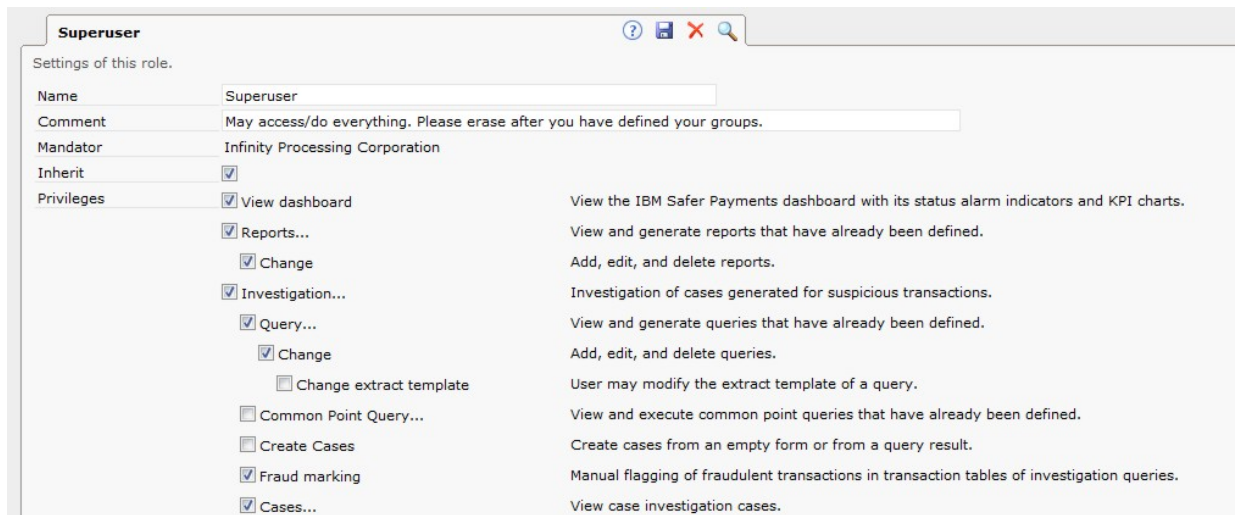 Superuser
Settings of this role.
Name Superuser
Comment May access/do everything. Please erase after you have defined your groups.
Mandator Infinity Processing Corporation
Inherit
Privileges View dashboard View the IBM Safer Payments dashboard with its status alarm indicators and KPI charts.
Reports... View and generate reports that have already been defined.
Change Add, edit, and delete reports.
Investigation... Investigation of cases generated for suspicious transactions.
Query... View and generate queries that have already been defined.
Change Add, edit, and delete queries.
Change extract template User may modify the extract template of a query.
Common Point Query... View and execute common point queries that have already been defined.
Create Cases Create cases from an empty form or from a query result.
Fraud marking Manual flagging of fraudulent transactions in transaction tables of investigation queries.
Cases... View case investigation cases.